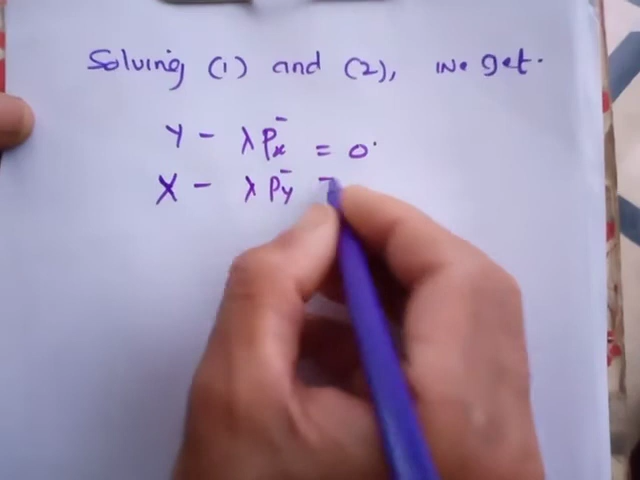 Solving (1) and (2), we get.
Y - λPx̄ = 0
X - λPȳ =